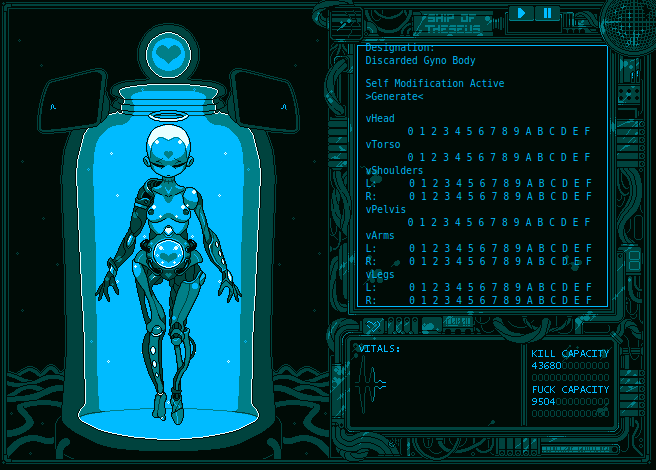 SHIP OF
THESEUS
Designation:
Discarded Gyno Body
Self Modification Active
>Generate<
vHead
0 1 2 3 4 5 6 7 8 9 A B C D E F
vTorso
0 1 2 3 4 5 6 7 8 9 A B C D E F
vShoulders
L: 0 1 2 3 4 5 6 7 8 9 A B C D E F
R: 0 1 2 3 4 5 6 7 8 9 A B C D E F
vPelvis
0 1 2 3 4 5 6 7 8 9 A B C D E F
vArms
L: 0 1 2 3 4 5 6 7 8 9 A B C D E F
R: 0 1 2 3 4 5 6 7 8 9 A B C D E F
vLegs
L: 0 1 2 3 4 5 6 7 8 9 A B C D E F
R: 0 1 2 3 4 5 6 7 8 9 A B C D E F
VITALS:
KILL CAPACITY
4368000000000
0000000000000
FUCK CAPACITY
9504000000000
0000000000000